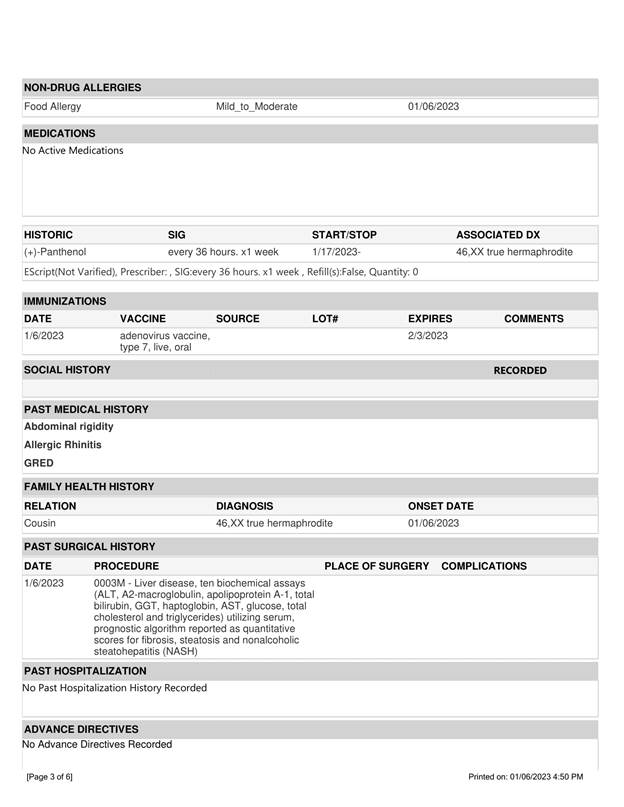 NON-DRUG ALLERGIES
Food Allergy Mild_to_Moderate 01/06/2023
MEDICATIONS
No Active Medications
HISTORIC SIG START/STOP ASSOCIATED DX
(+)-Panthenol every 36 hours. x1 week 1/17/2023- 46,XX true hermaphrodite
EScript(Not Varified), Prescriber: , SIG:every 36 hours. x1 week , Refill(s):False, Quantity: 0
IMMUNIZATIONS
DATE VACCINE SOURCE LOT# EXPIRES COMMENTS
1/6/2023 adenovirus vaccine, 2/3/2023
type 7, live, oral
SOCIAL HISTORY RECORDED
PAST MEDICAL HISTORY
Abdominal rigidity
Allergic Rhinitis
GRED
FAMILY HEALTH HISTORY
RELATION DIAGNOSIS ONSET DATE
Cousin 46,XX true hermaphrodite 01/06/2023
PAST SURGICAL HISTORY
DATE PROCEDURE PLACE OF SURGERY COMPLICATIONS
1/6/2023 0003M - Liver disease, ten biochemical assays
(ALT, A2-macroglobulin, apolipoprotein A-1, total
bilirubin, GGT, haptoglobin, AST, glucose, total
cholesterol and triglycerides) utilizing serum,
prognostic algorithm reported as quantitative
scores for fibrosis, steatosis and nonalcoholic
steatohepatitis (NASH)
PAST HOSPITALIZATION
No Past Hospitalization History Recorded
ADVANCE DIRECTIVES
No Advance Directives Recorded
[Page 3 of 6] Printed on: 01/06/2023 4:50 PM